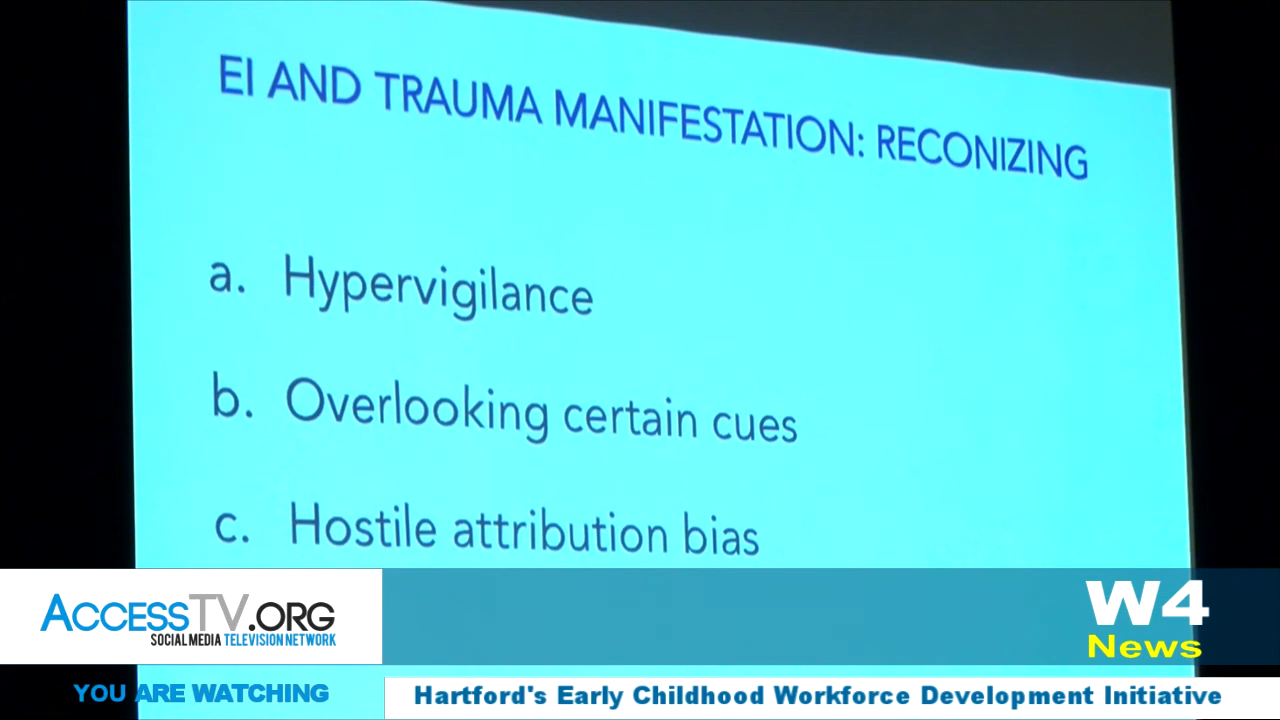 EI AND TRAUMA MANIFESTATION: RECONIZING
a. Hypervigilance
b. Overlooking certain cues
c. Hostile attribution bias
ACCESSTV.ORG
SOCIAL MEDIA TELEVISION NETWORK
W4
News
YOU ARE WATCHING
Hartford's Early Childhood Workforce Development Initiative